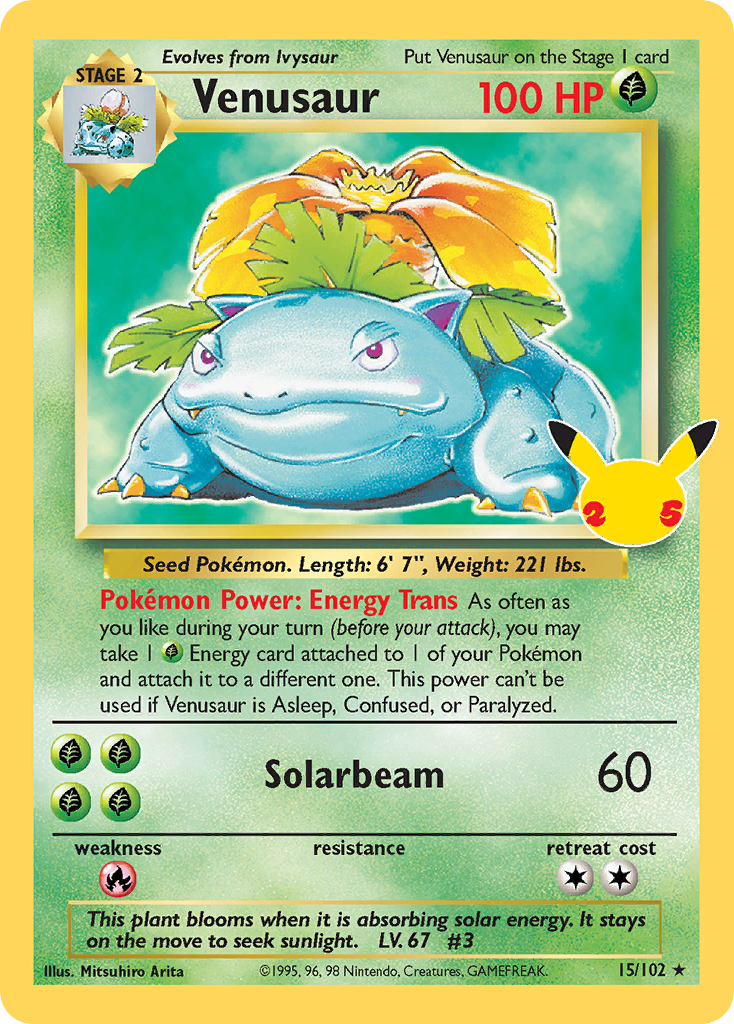 Evolves from Ivysaur
Put Venusaur on the Stage 1 card
STAGE 2
Venusaur
100 HP
25
Seed Pokémon. Length: 6' 7", Weight: 221 lbs.
Pokémon Power: Energy Trans As often as
you like during your turn (before your attack), you may
take 1 Energy card attached to 1 of your Pokémon
and attach it to a different one. This power can't be
used if Venusaur is Asleep, Confused, or Paralyzed.
Solarbeam
60
weakness
resistance
retreat cost
This plant blooms when it is absorbing solar energy. It stays
on the move to seek sunlight. LV. 67 #3
Illus. Mitsuhiro Arita
©1995, 96, 98 Nintendo, Creatures, GAMEFREAK.
15/102 ★